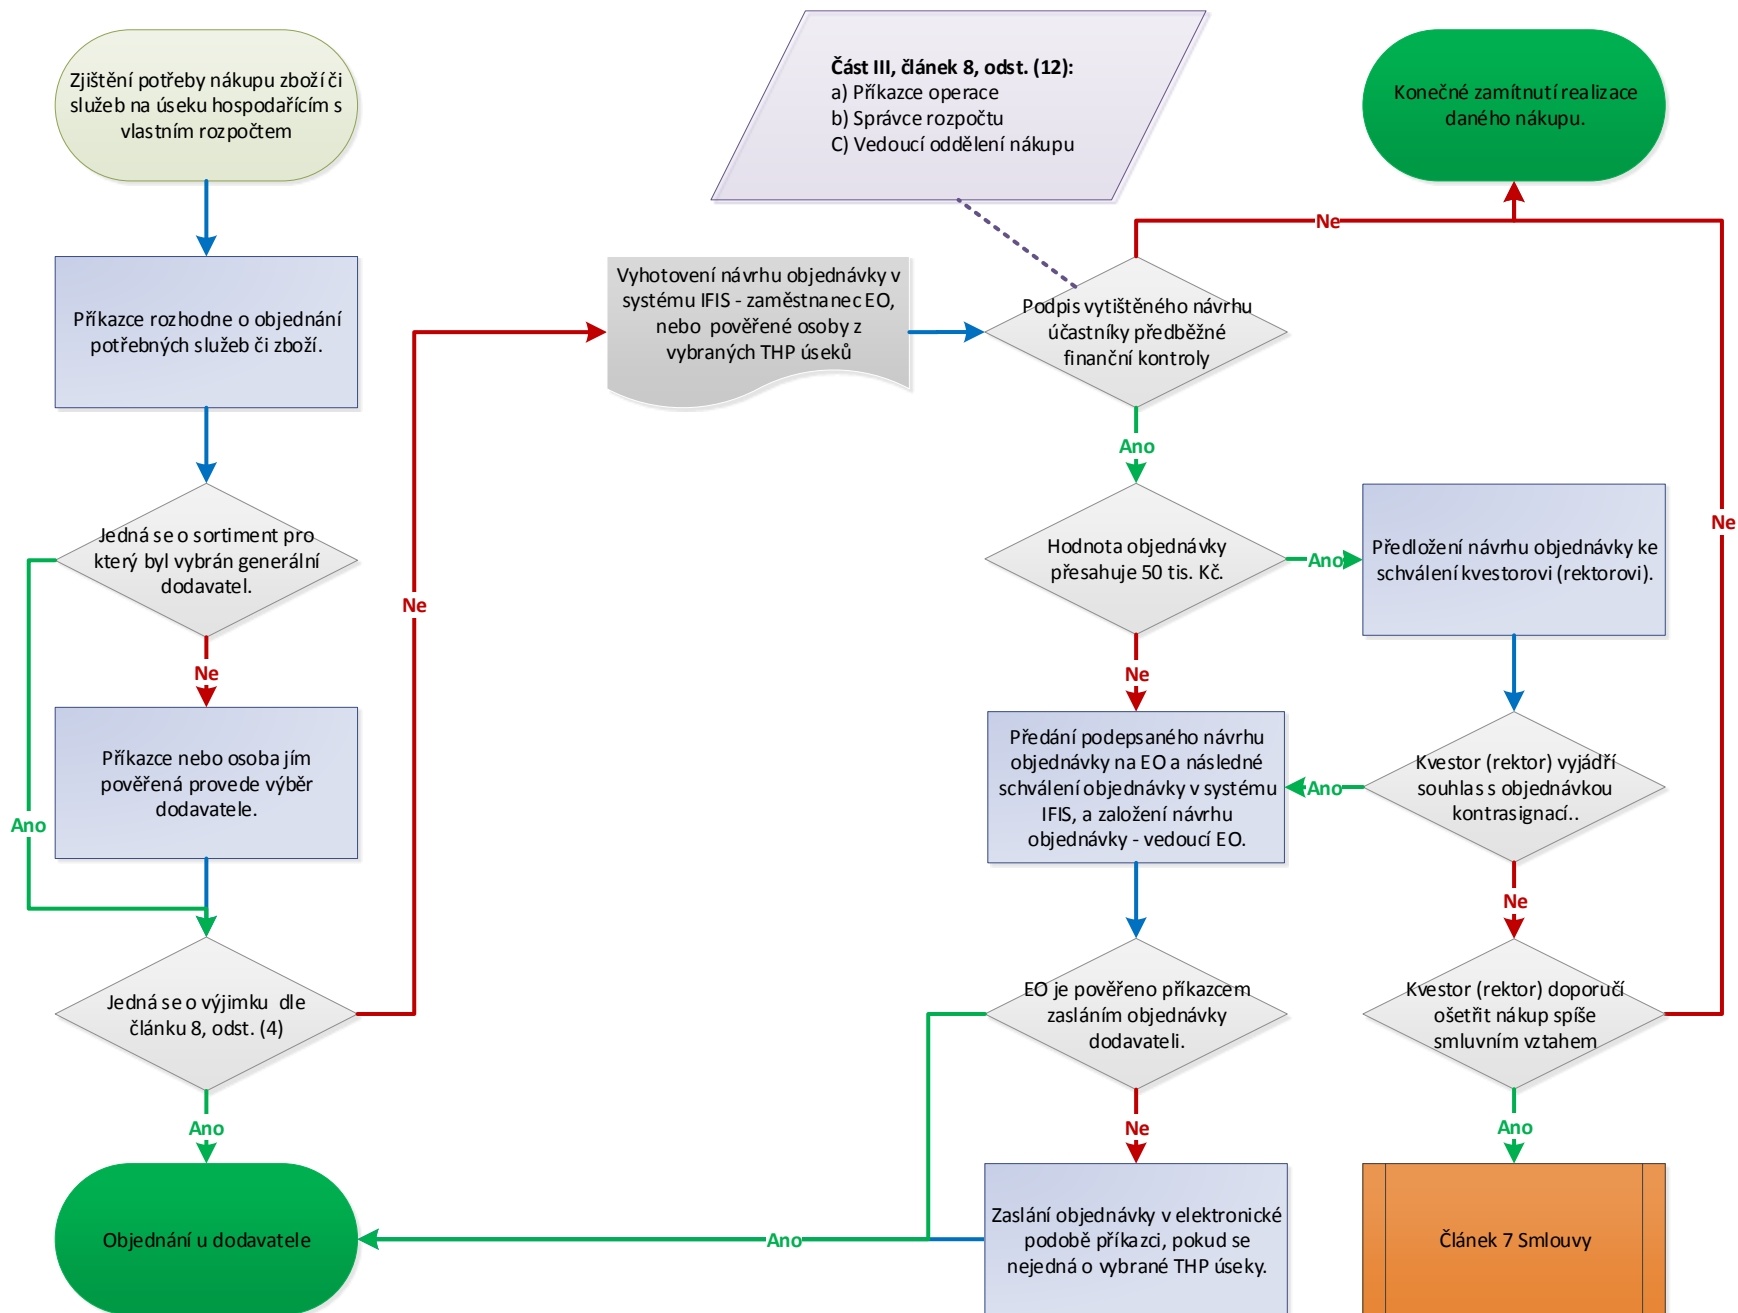 Zjištění potřeby nákupu zboží či
služeb na úseku hospodařícím s
vlastním rozpočtem
Část III, článek 8, odst. (12):
a) Příkazce operace
b) Správce rozpočtu
C) Vedoucí oddělení nákupu
Konečné zamítnutí realizace
daného nákupu.
Ne
Příkazce rozhodne o objednání
potřebných služeb či zboží.
Vyhotovení návrhu objednávky v
systému IFIS - zaměstnanec EO,
nebo pověřené osoby z
vybraných THP úseků
Podpis vytištěného návrhu
účastníky předběžné
finanční kontroly
Ano
Jedná se o sortiment pro
který byl vybrán generální
dodavatel.
Ne
Hodnota objednávky
přesahuje 50 tis. Kč.
Ano
Předložení návrhu objednávky ke
schválení kvestorovi (rektorovi).
Ne
Ne
Ne
Příkazce nebo osoba jím
pověřená provede výběr
dodavatele.
Ano
Předání podepsaného návrhu
objednávky na EO a následné
schválení objednávky v systému
IFIS, a založení návrhu
objednávky - vedoucí EO.
Ano
Kvestor (rektor) vyjádří
souhlas s objednávkou
kontrasignací..
Ne
Jedná se o výjimku dle
článku 8, odst. (4)
EO je pověřeno příkazcem
zasláním objednávky
dodavateli.
Kvestor (rektor) doporučí
ošetřit nákup spíše
smluvním vztahem
Ano
Ne
Ano
Objednání u dodavatele
Ano
Zaslání objednávky v elektronické
podobě příkazci, pokud se
nejedná o vybrané THP úseky.
Článek 7 Smlouvy